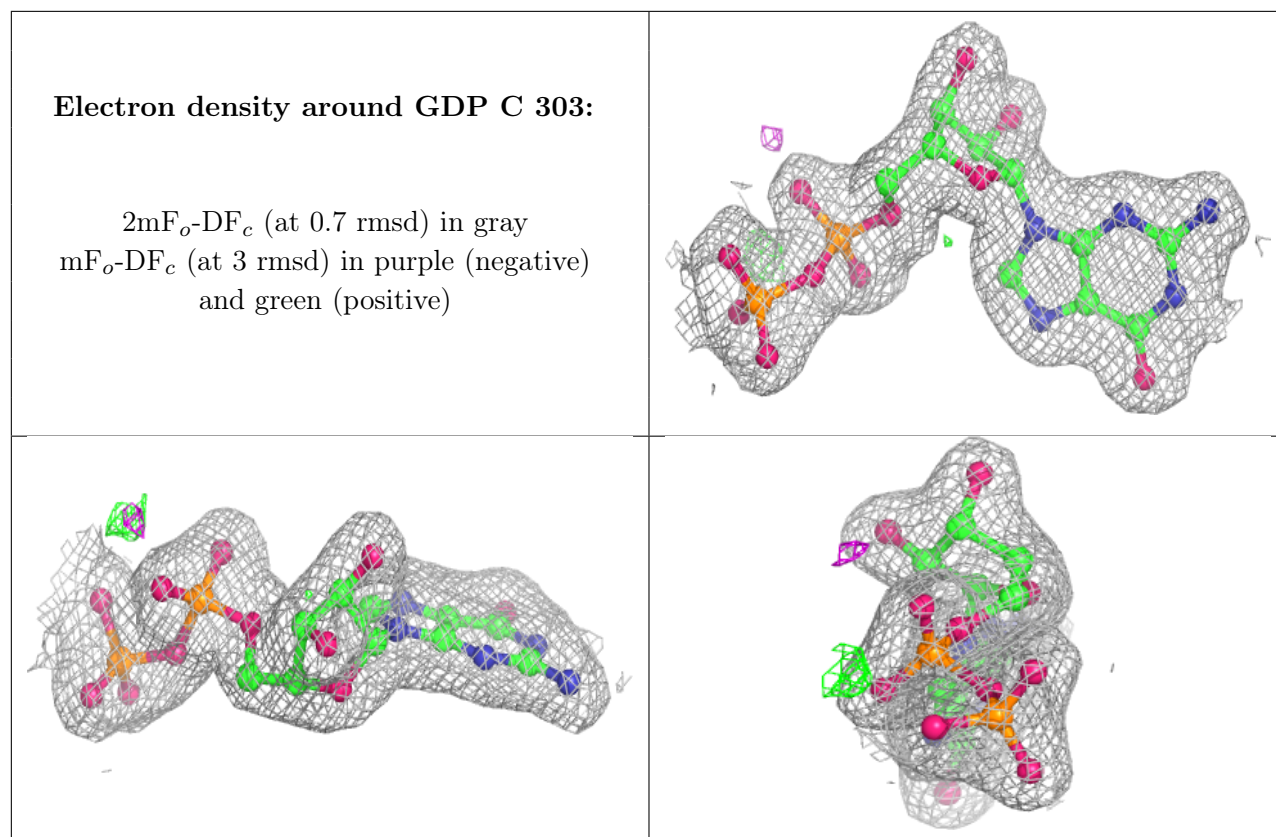 Electron density around GDP C 303:
2mFo-DFc (at 0.7 rmsd) in gray
mFo-DFc (at 3 rmsd) in purple (negative)
and green (positive)